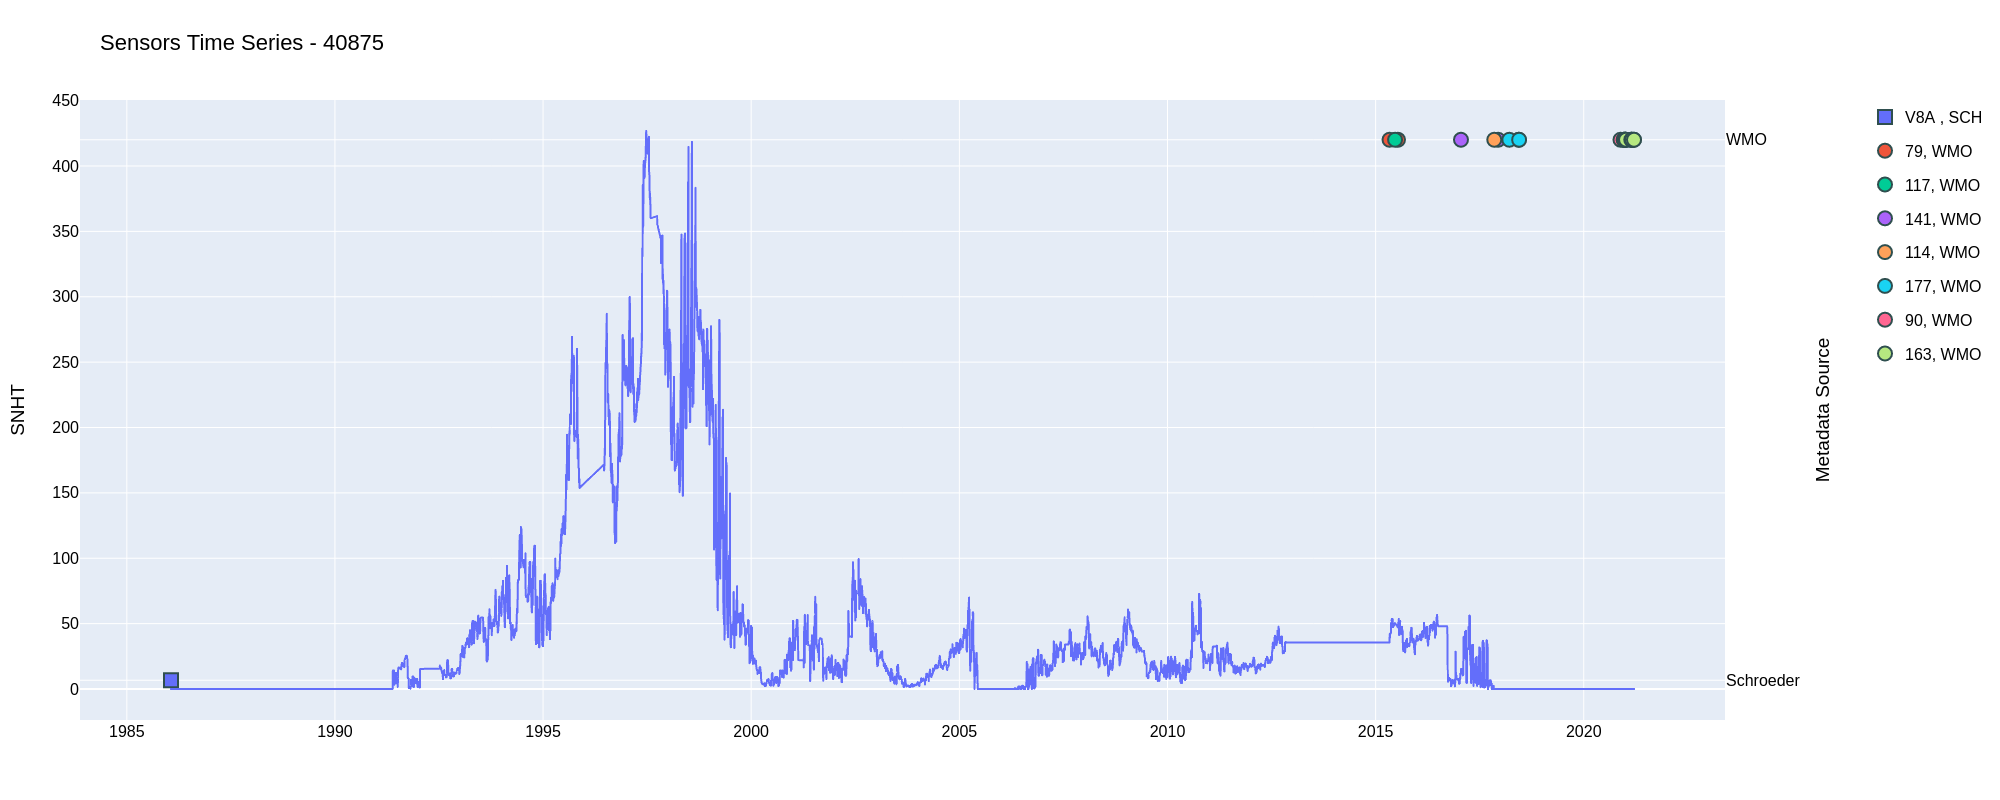 Sensors Time Series - 40875
450
400
350
300
250
200
150
100
50
0
SNHT
1985
1990
1995
2000
2005
2010
2015
2020
WMO
Schroeder
Metadata Source
V8A , SCH
79, WMO
117, WMO
141, WMO
114, WMO
177, WMO
90, WMO
163, WMO